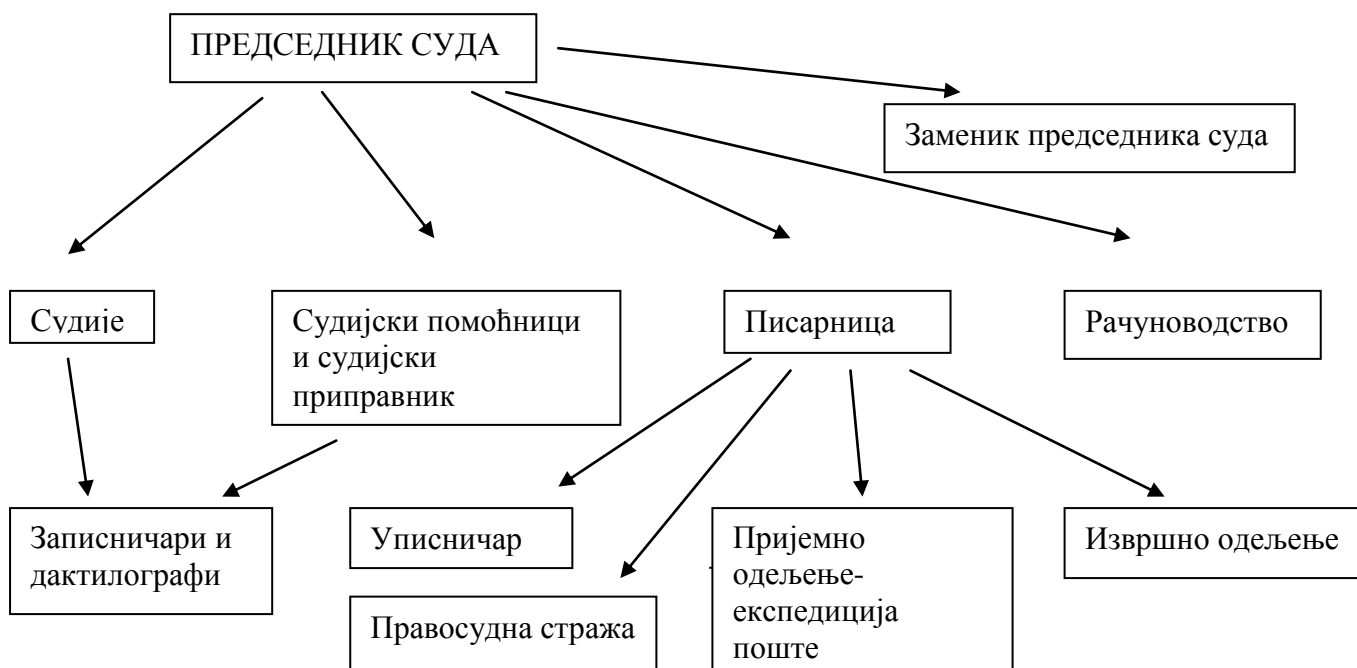 ПРЕДСЕДНИК СУДА
Заменик председника суда
Судије
Судијски помоћници
и судијски
приправник
Писарница
Рачуноводство
Записничари и
дактилографи
Уписничар
Правосудна стража
Пријемно
одељење-
експедиција
поште
Извршно одељење